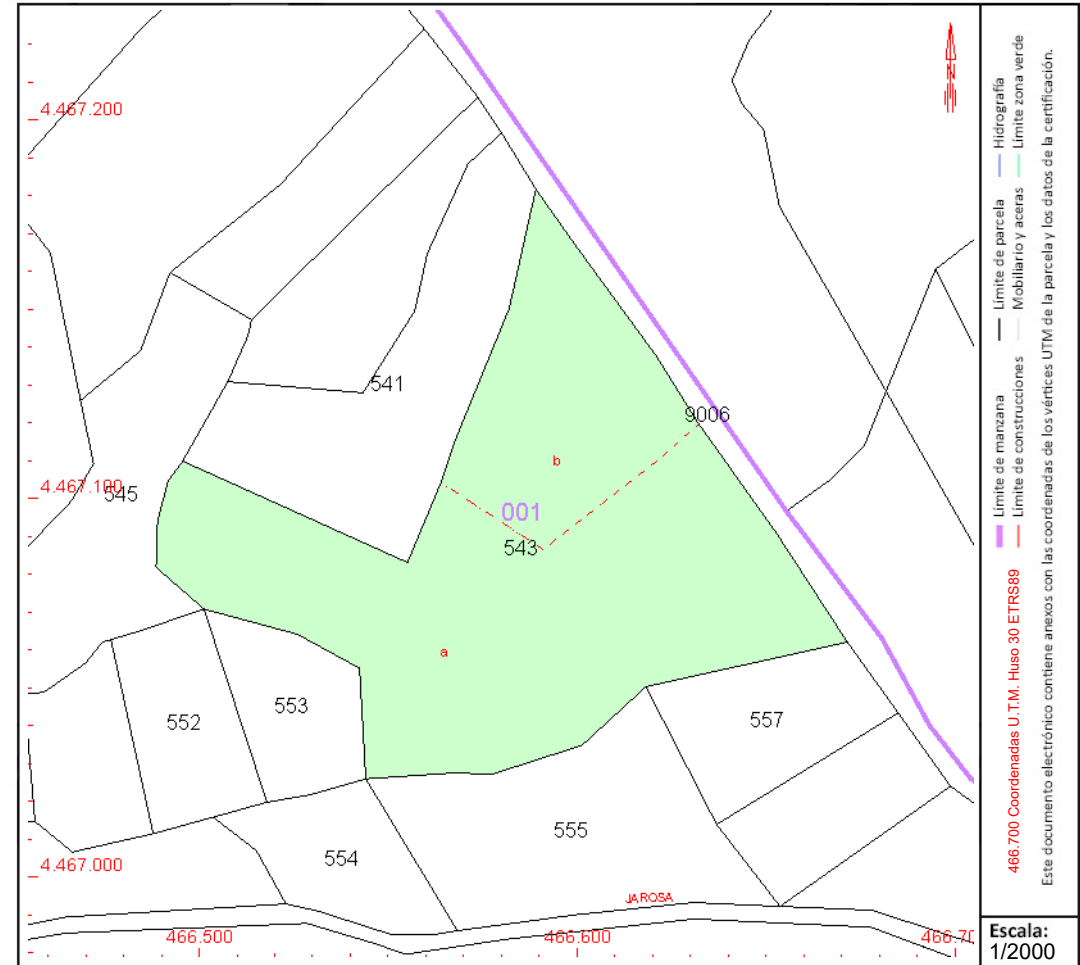 4.467.200
541
9006
b
4.467.100
545
001
543
a
553
552
557
555
554
4.467.000
JAROSA
466.500
466.600
466.70
N
Límite de manzana
Límite de parcela
Hidrografía
Límite de construcciones
Mobiliario y aceras
Límite zona verde
466.700 Coordenadas U.T.M. Huso 30 ETRS89
Este documento electrónico contiene anexos con las coordenadas de los vértices UTM de la parcela y los datos de la certificación.
Escala:
1/2000